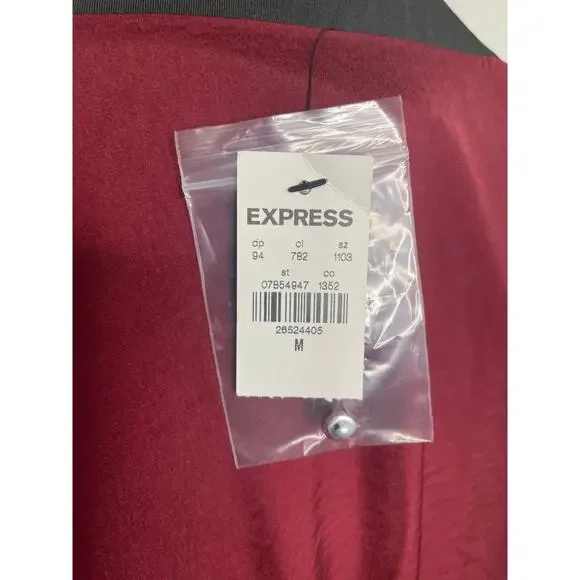 EXPRESS
dp cl sz
94 782 1103
st co
07854947 1352
26524405
M